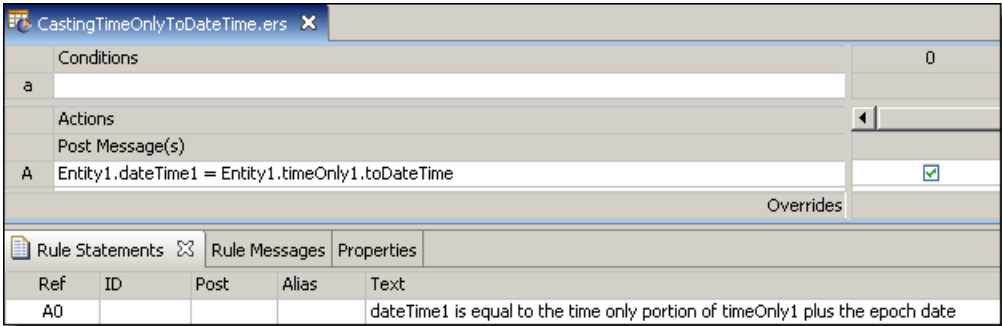 CastingTimeOnlyToDateTime.ers
Conditions 0
a
Actions
Post Message(s)
A Entity1.dateTime1 = Entity1.timeOnly1.toDateTime
Overrides
Rule Statements Rule Messages Properties
Ref ID Post Alias Text
A0 dateTime1 is equal to the time only portion of timeOnly1 plus the epoch date